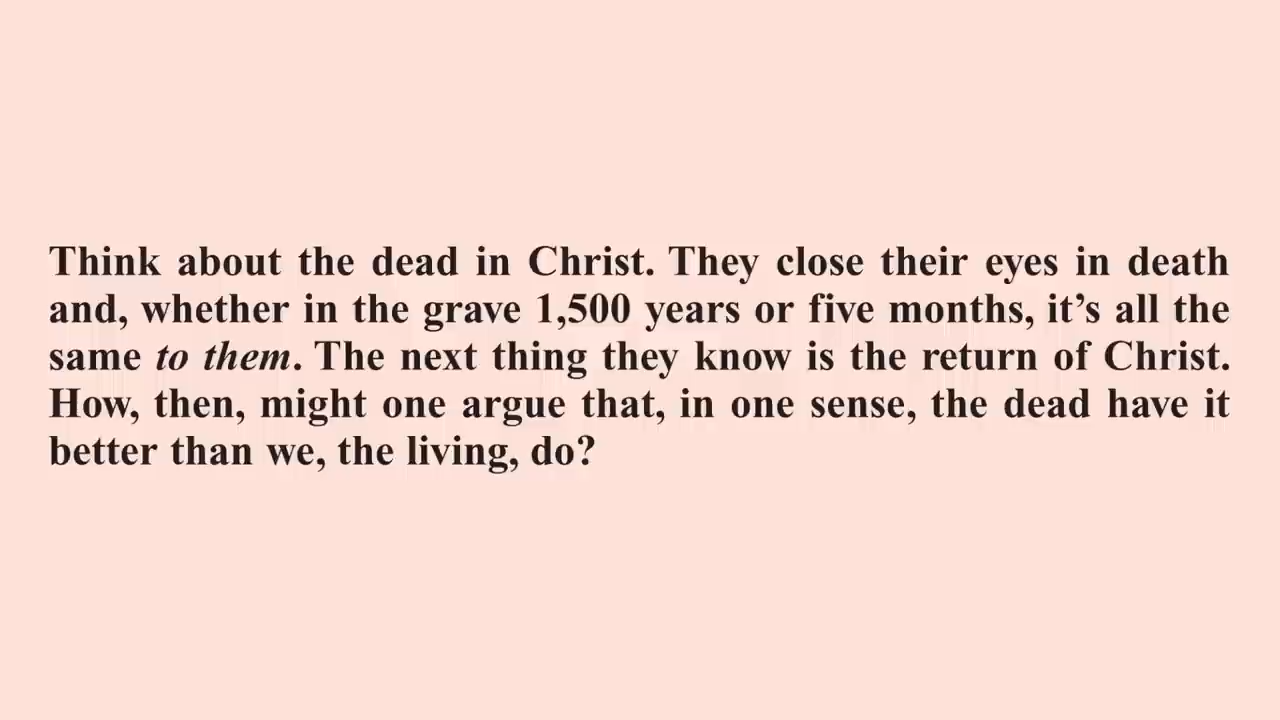 Think about the dead in Christ. They close their eyes in death
and, whether in the grave 1,500 years or five months, it’s all the
same to them. The next thing they know is the return of Christ.
How, then, might one argue that, in one sense, the dead have it
better than we, the living, do?